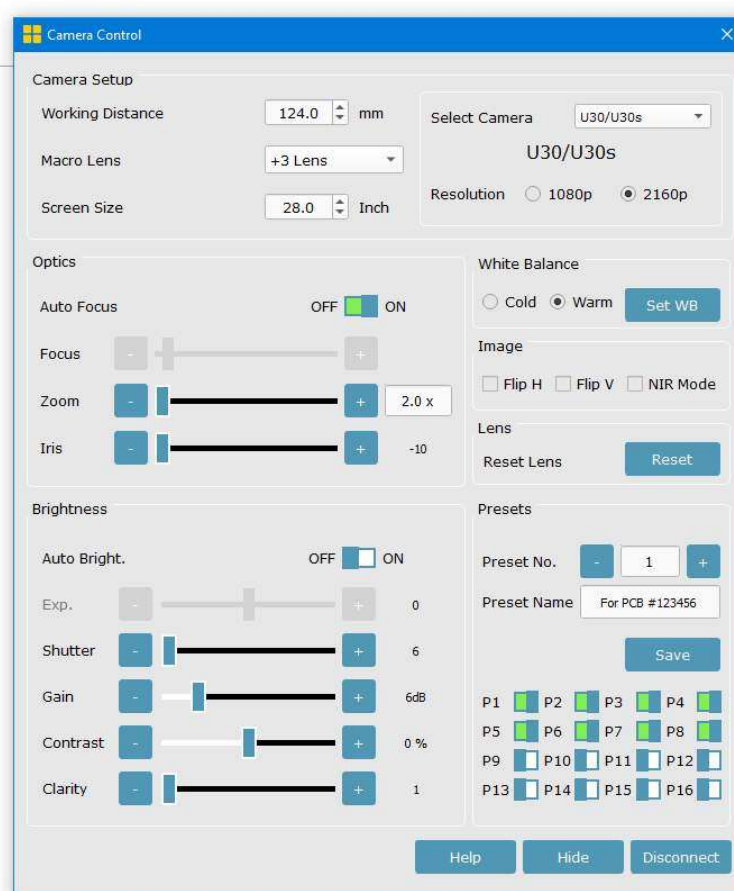 Camera Control
Camera Setup
Working Distance 124.0 mm
Macro Lens +3 Lens
Screen Size 28.0 Inch
Select Camera U30/U30s
U30/U30s
Resolution 1080p 2160p
Optics
Auto Focus OFF ON
Focus - +
Zoom - + 2.0 x
Iris - + -10
White Balance
Cold Warm Set WB
Image
Flip H Flip V NIR Mode
Lens
Reset Lens Reset
Brightness
Auto Bright. OFF ON
Exp. - + 0
Shutter - + 6
Gain - + 6dB
Contrast - + 0 %
Clarity - + 1
Presets
Preset No. - 1 +
Preset Name For PCB #123456
Save
P1 P2 P3 P4
P5 P6 P7 P8
P9 P10 P11 P12
P13 P14 P15 P16
Help Hide Disconnect